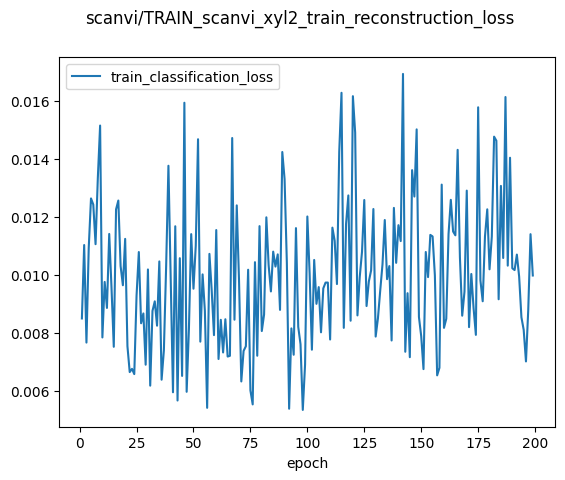 scanvi/TRAIN_scanvi_xyl2_train_reconstruction_loss
train_classification_loss
0.016
0.014
0.012
0.010
0.008
0.006
0 25 50 75 100 125 150 175 200
epoch